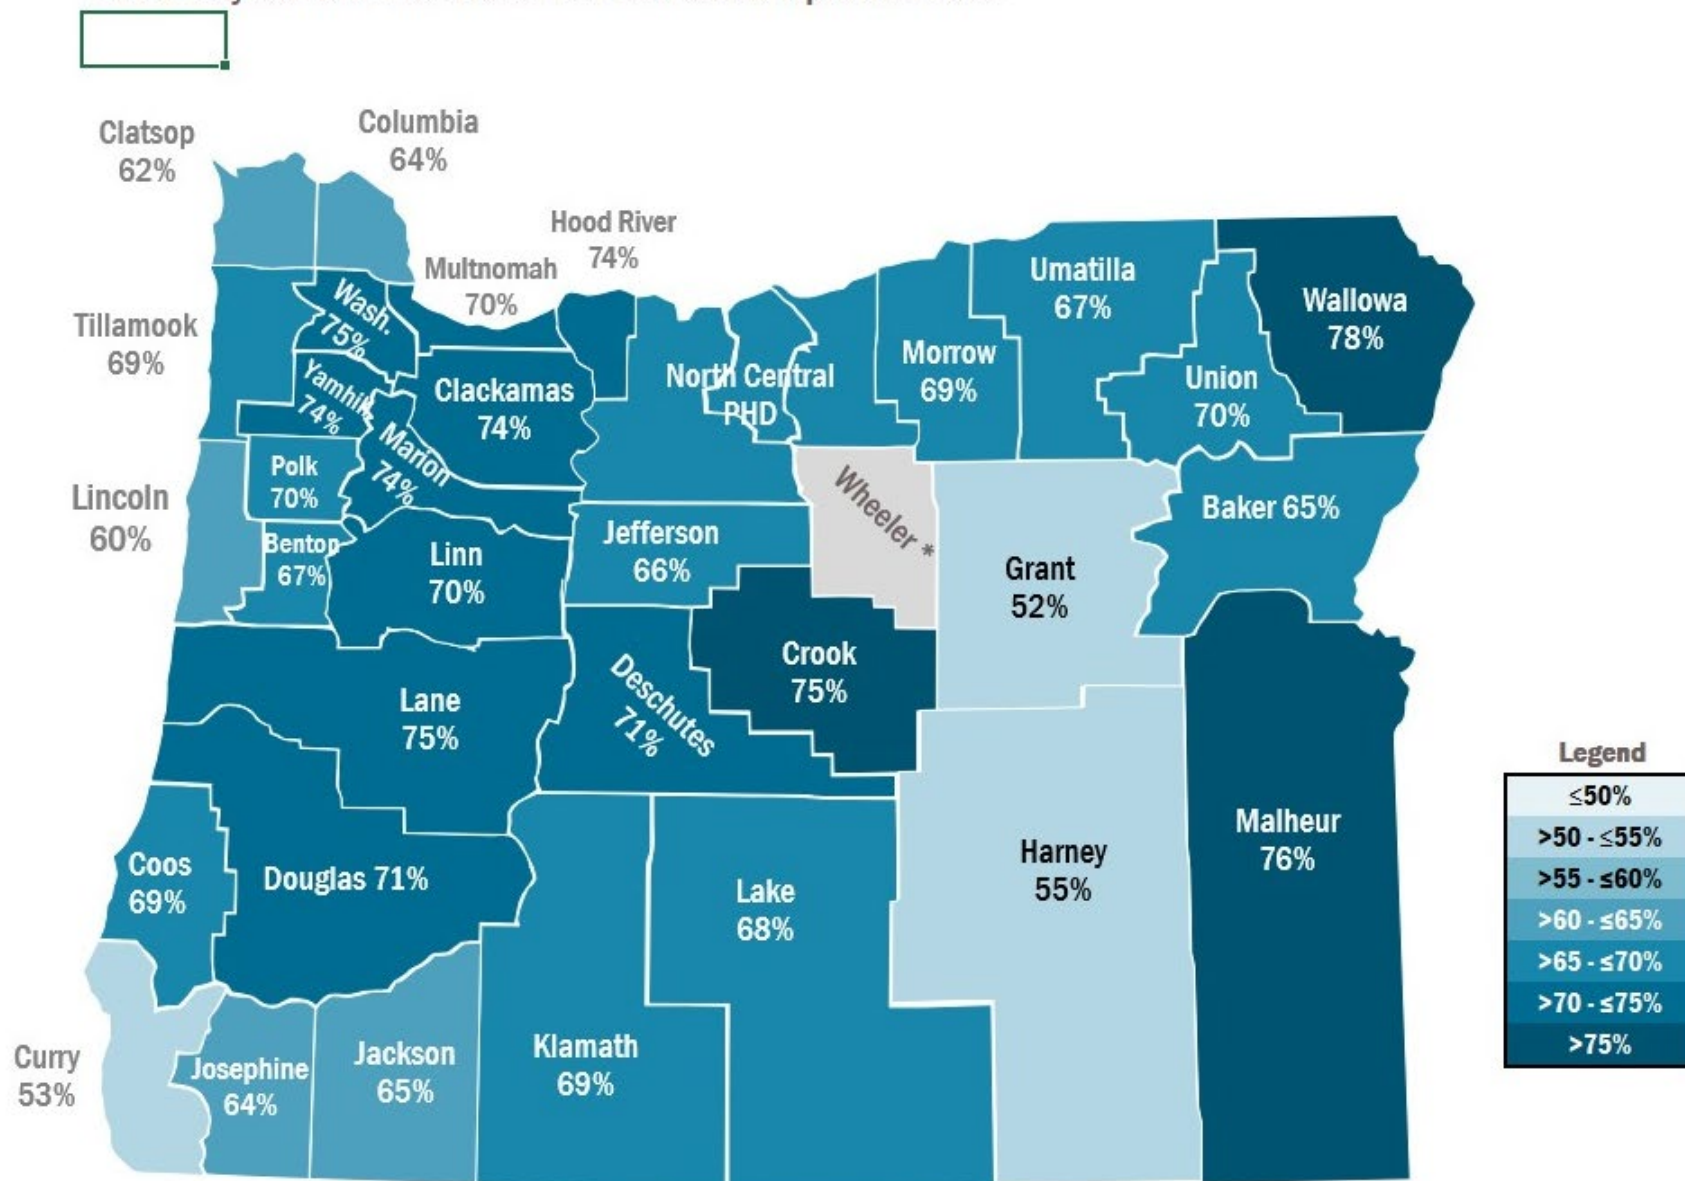 Clatsop
62%
Columbia
64%
Hood River
74%
Multnomah
70%
Tillamook
69%
Wash.
75%
Yamhill
74%
Clackamas
74%
Marion
74%
Polk
70%
Lincoln
60%
Benton
67%
Linn
70%
North Central
PHD
Morrow
69%
Umatilla
67%
Union
70%
Wallowa
78%
Wheeler *
Baker 65%
Jefferson
66%
Grant
52%
Crook
75%
Deschutes
71%
Lane
75%
Coos
69%
Douglas 71%
Lake
68%
Harney
55%
Malheur
76%
Curry
53%
Josephine
64%
Jackson
65%
Klamath
69%
Legend
≤50%
>50 - ≤55%
>55 - ≤60%
>60 - ≤65%
>65 - ≤70%
>70 - ≤75%
>75%